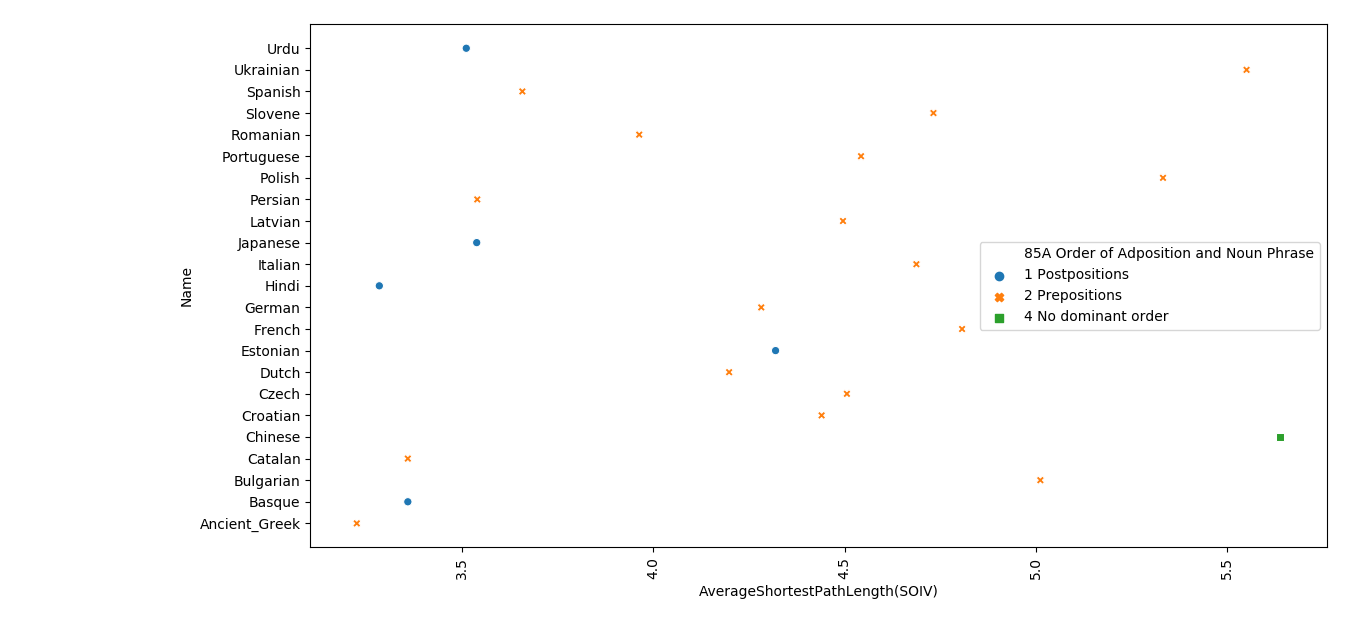 Urdu
Ukrainian
Spanish
Slovene
Romanian
Portuguese
Polish
Persian
Latvian
Japanese
Italian
Hindi
German
French
Estonian
Dutch
Czech
Croatian
Chinese
Catalan
Bulgarian
Basque
Ancient_Greek
Name
85A Order of Adposition and Noun Phrase
1 Postpositions
2 Prepositions
4 No dominant order
3.5 4.0 4.5 5.0 5.5
AverageShortestPathLength(SOIV)